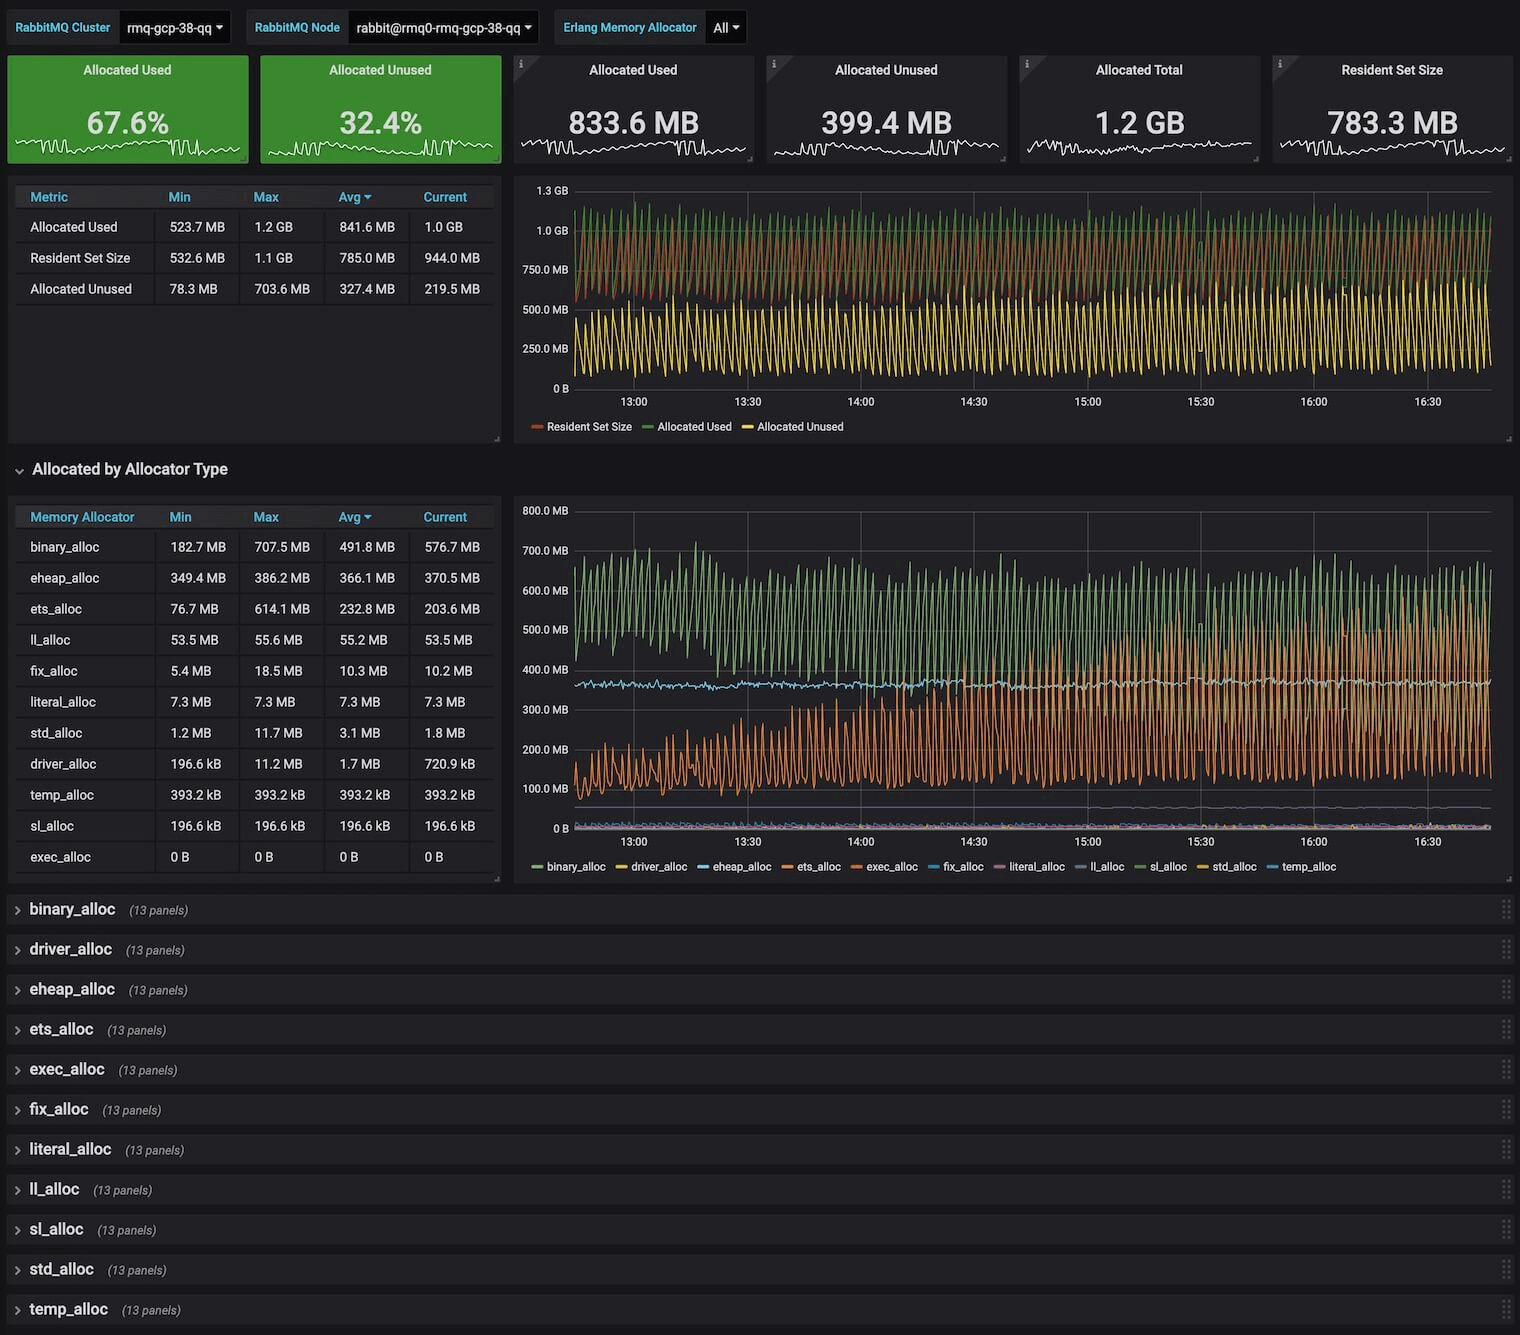 RabbitMQ Cluster rmq-gcp-38-qq RabbitMQ Node rabbit@rmq0-rmq-gcp-38-qq Erlang Memory Allocator All
Allocated Used Allocated Unused Allocated Used Allocated Unused Allocated Total Resident Set Size
67.6% 32.4% 833.6 MB 399.4 MB 1.2 GB 783.3 MB
Metric Min Max Avg Current
Allocated Used 523.7 MB 1.2 GB 841.6 MB 1.0 GB
Resident Set Size 532.6 MB 1.1 GB 785.0 MB 944.0 MB
Allocated Unused 78.3 MB 703.6 MB 327.4 MB 219.5 MB
1.3 GB
1.0 GB
750.0 MB
500.0 MB
250.0 MB
0 B
13:00 13:30 14:00 14:30 15:00 15:30 16:00 16:30
Resident Set Size Allocated Used Allocated Unused
Allocated by Allocator Type
Memory Allocator Min Max Avg Current
binary_alloc 182.7 MB 707.5 MB 491.8 MB 576.7 MB
eheap_alloc 349.4 MB 386.2 MB 366.1 MB 370.5 MB
ets_alloc 76.7 MB 614.1 MB 232.8 MB 203.6 MB
ll_alloc 53.5 MB 55.6 MB 55.2 MB 53.5 MB
fix_alloc 5.4 MB 18.5 MB 10.3 MB 10.2 MB
literal_alloc 7.3 MB 7.3 MB 7.3 MB 7.3 MB
std_alloc 1.2 MB 11.7 MB 3.1 MB 1.8 MB
driver_alloc 196.6 kB 11.2 MB 1.7 MB 720.9 kB
temp_alloc 393.2 kB 393.2 kB 393.2 kB 393.2 kB
sl_alloc 196.6 kB 196.6 kB 196.6 kB 196.6 kB
exec_alloc 0 B 0 B 0 B 0 B
800.0 MB
700.0 MB
600.0 MB
500.0 MB
400.0 MB
300.0 MB
200.0 MB
100.0 MB
0 B
13:00 13:30 14:00 14:30 15:00 15:30 16:00 16:30
binary_alloc driver_alloc eheap_alloc ets_alloc exec_alloc fix_alloc literal_alloc ll_alloc sl_alloc std_alloc temp_alloc
binary_alloc (13 panels)
driver_alloc (13 panels)
eheap_alloc (13 panels)
ets_alloc (13 panels)
exec_alloc (13 panels)
fix_alloc (13 panels)
literal_alloc (13 panels)
ll_alloc (13 panels)
sl_alloc (13 panels)
std_alloc (13 panels)
temp_alloc (13 panels)